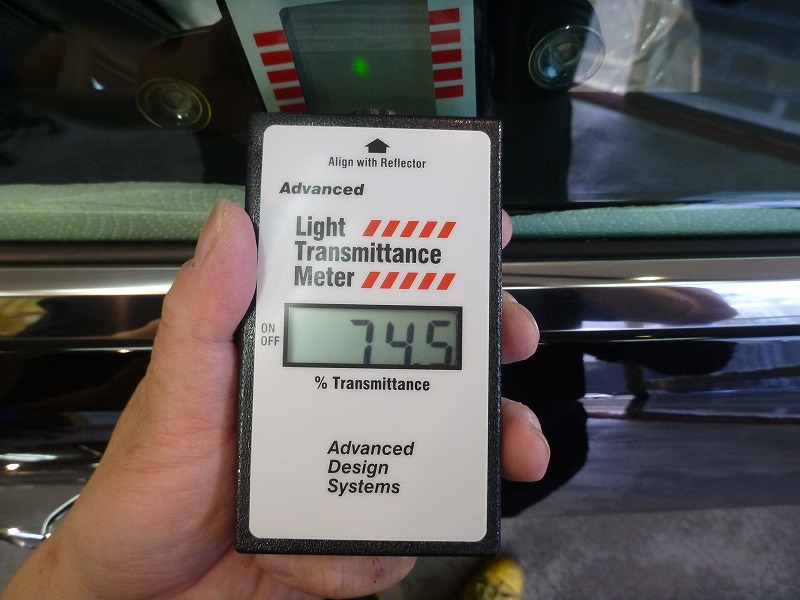 Align with Reflector
Advanced
Light
Transmittance
Meter
ON
OFF
74.5
% Transmittance
Advanced
Design
Systems